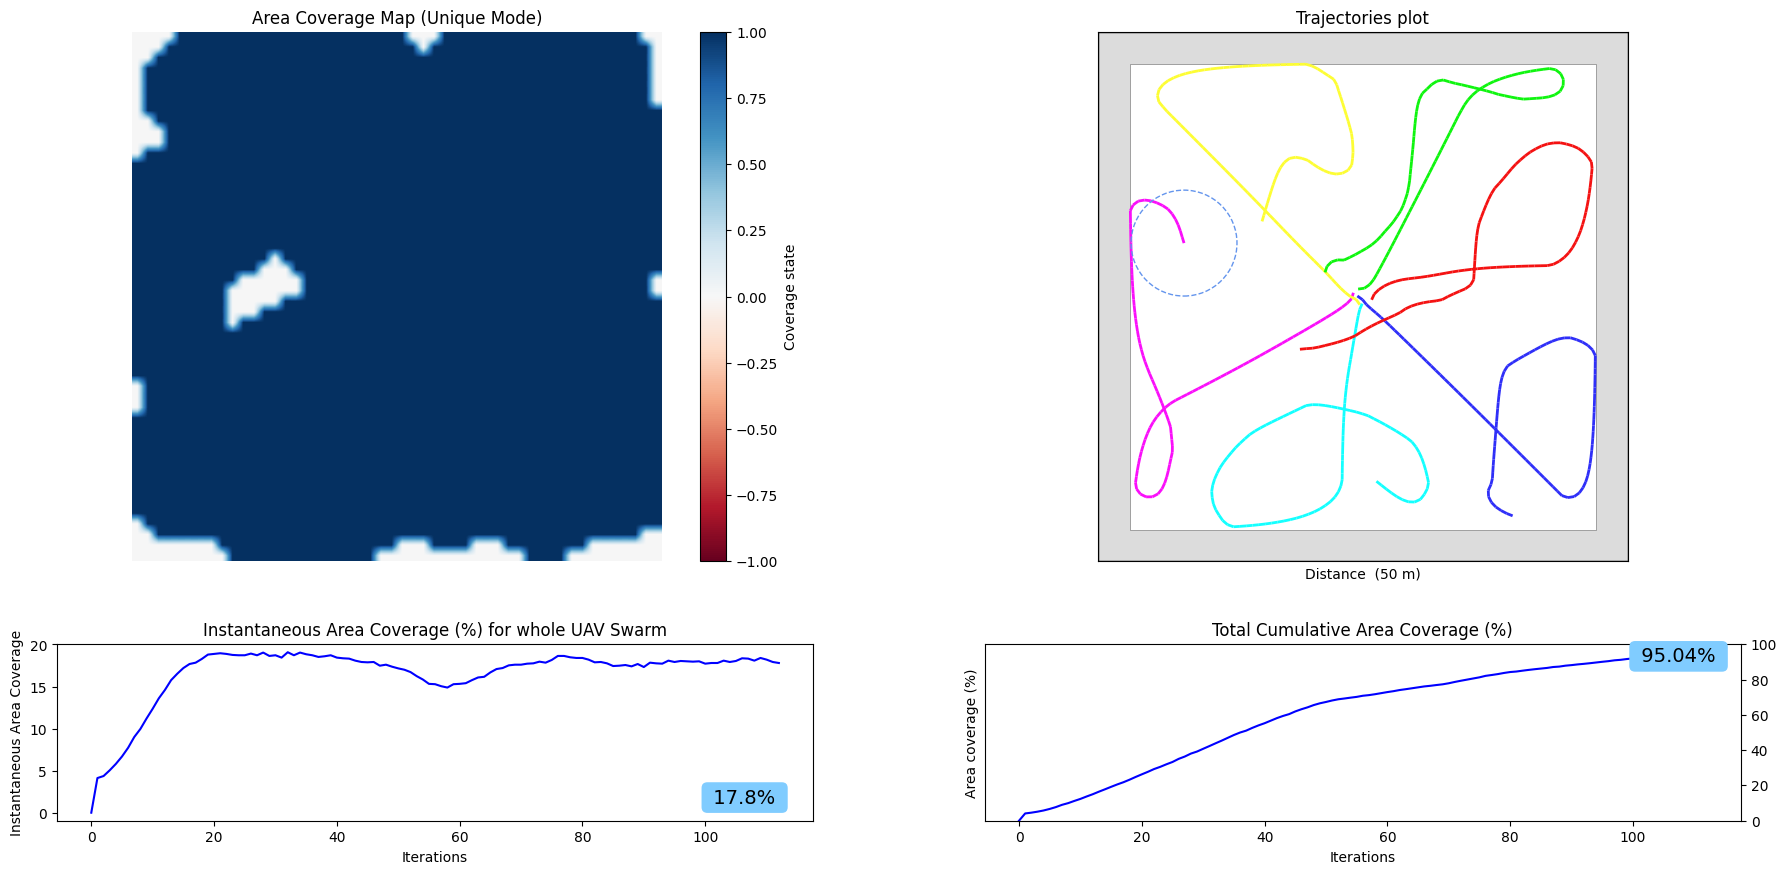 Area Coverage Map (Unique Mode)
1.00
0.75
0.50
0.25
0.00
−0.25
−0.50
−0.75
−1.00
Coverage state
Trajectories plot
Distance  (50 m)
Instantaneous Area Coverage (%) for whole UAV Swarm
Instantaneous Area Coverage
20
15
10
5
0
17.8%
0 20 40 60 80 100
Iterations
Total Cumulative Area Coverage (%)
Area coverage (%)
95.04%
100
80
60
40
20
0
0 20 40 60 80 100
Iterations